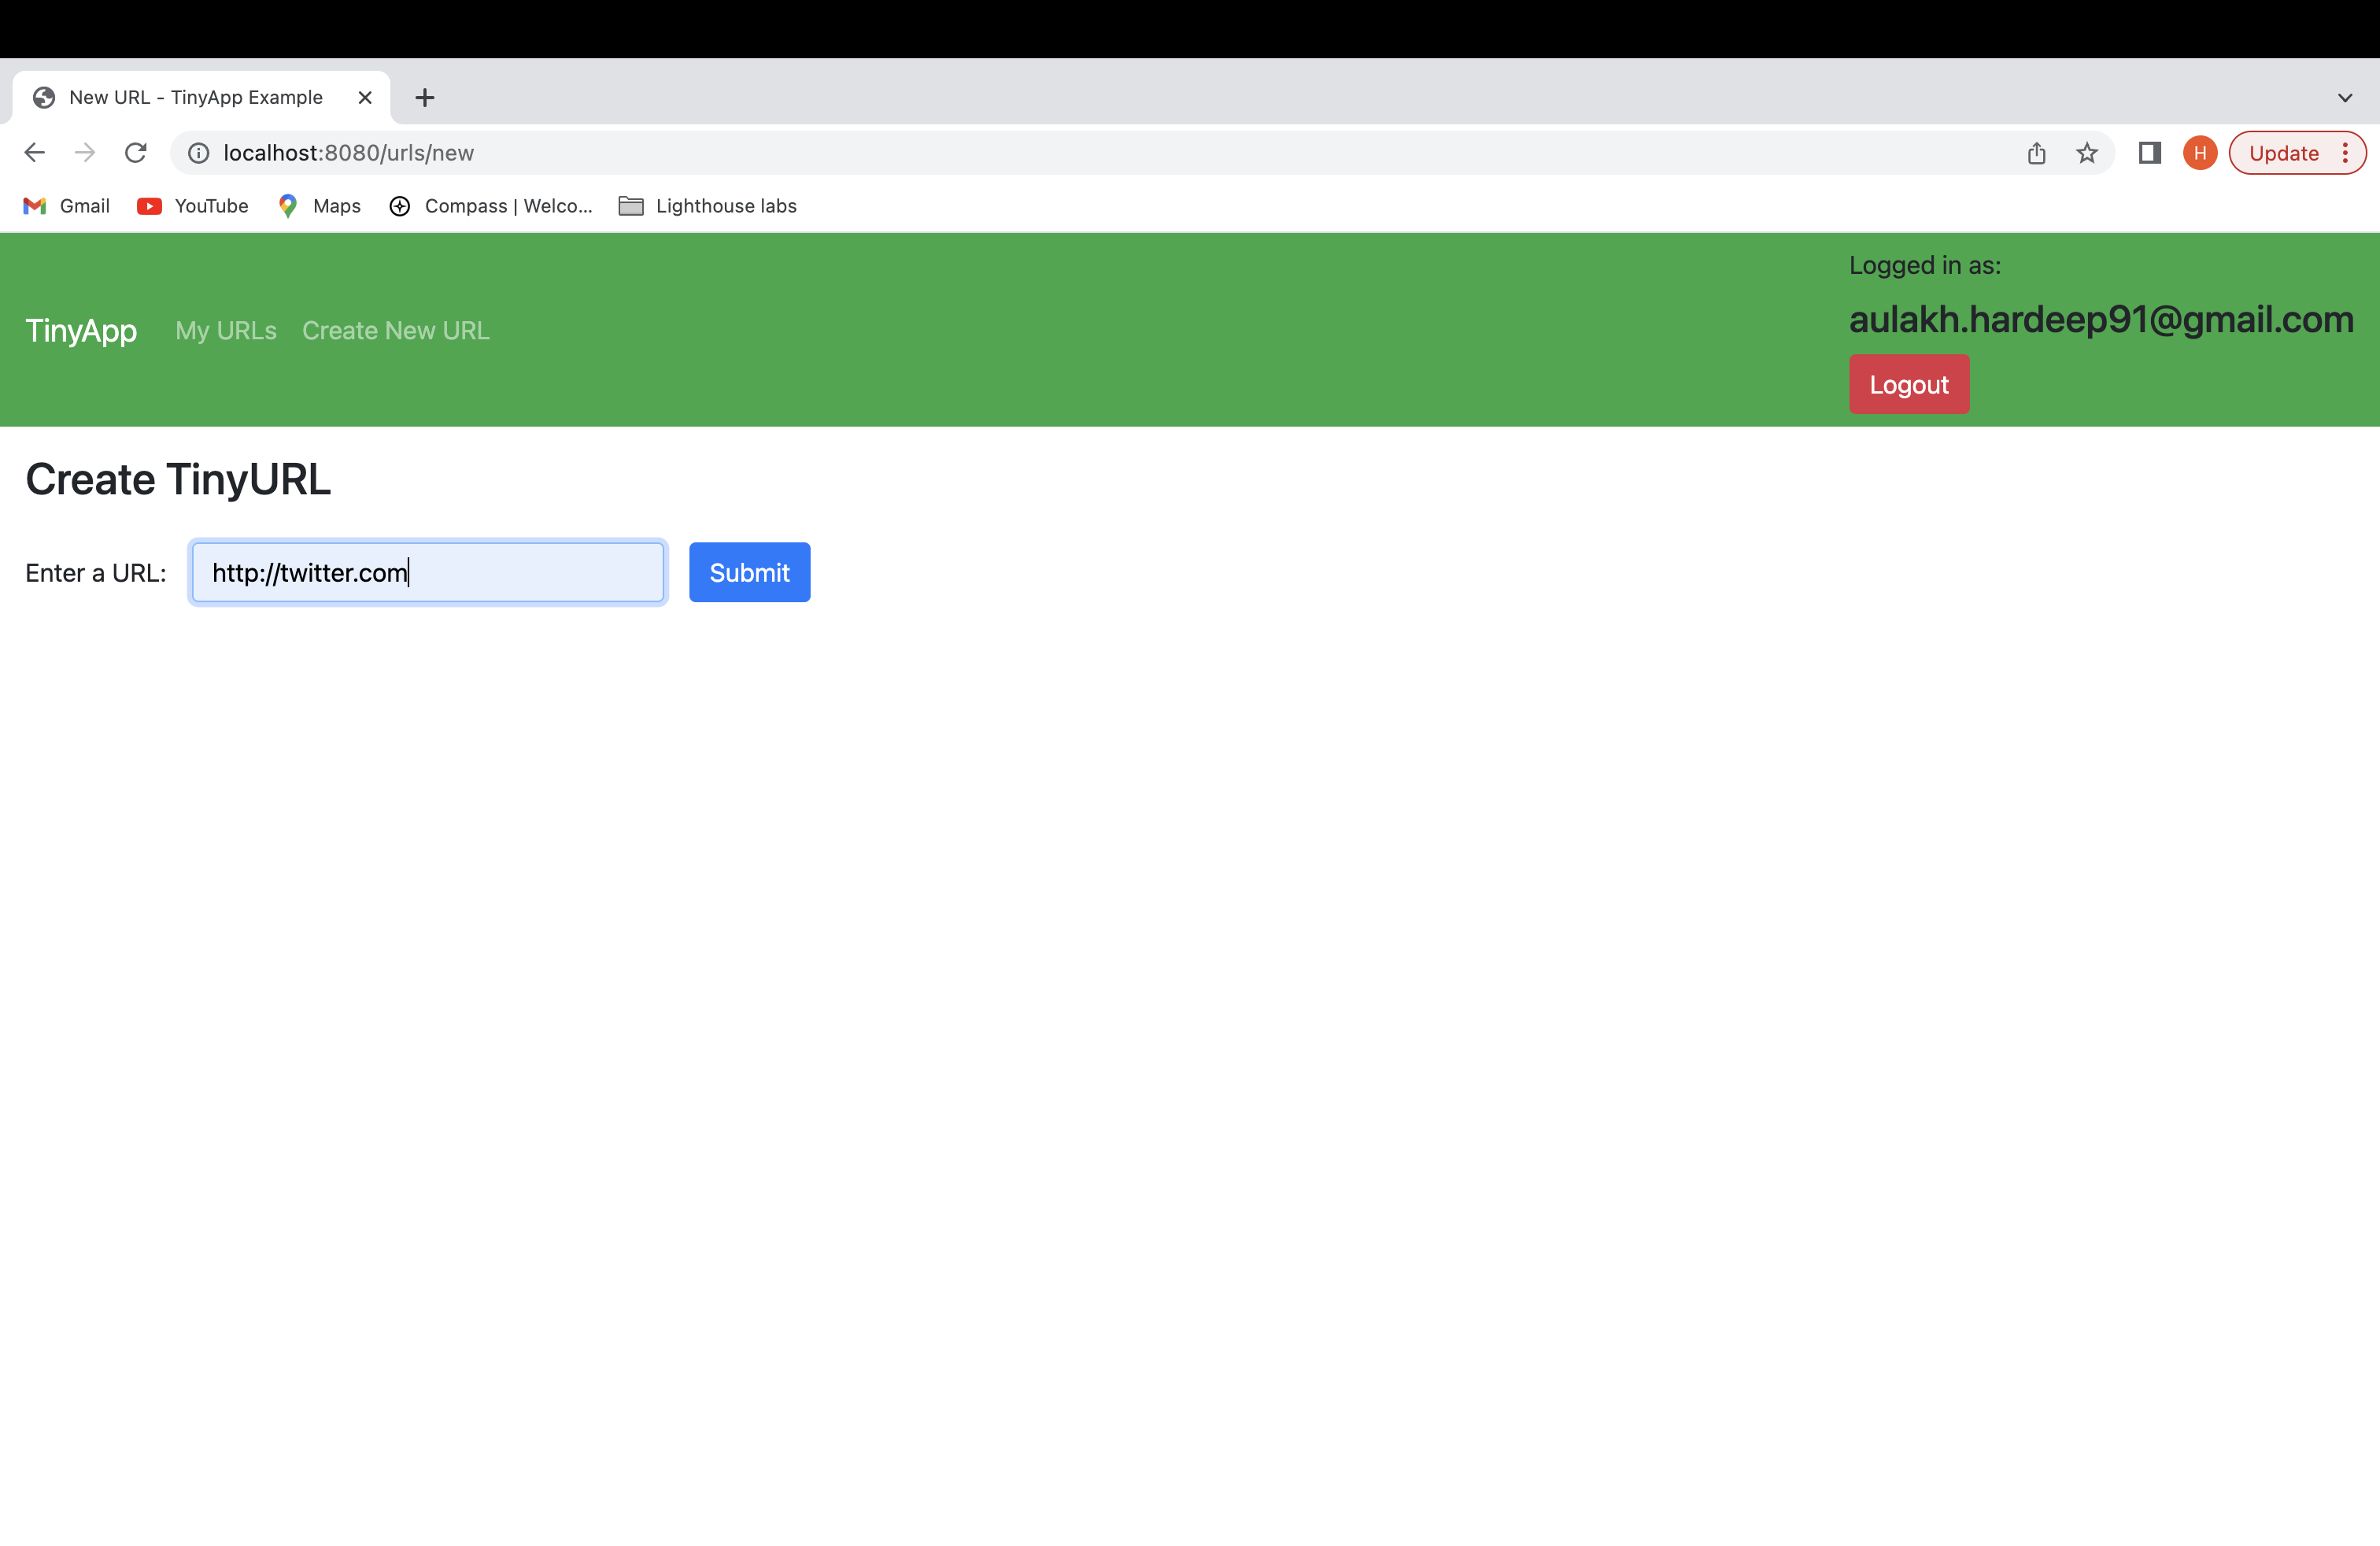 New URL - TinyApp Example
localhost:8080/urls/new
H
Update
Gmail
YouTube
Maps
Compass | Welco...
Lighthouse labs
TinyApp
My URLs
Create New URL
Logged in as:
aulakh.hardeep91@gmail.com
Logout
Create TinyURL
Enter a URL:
http://twitter.com
Submit